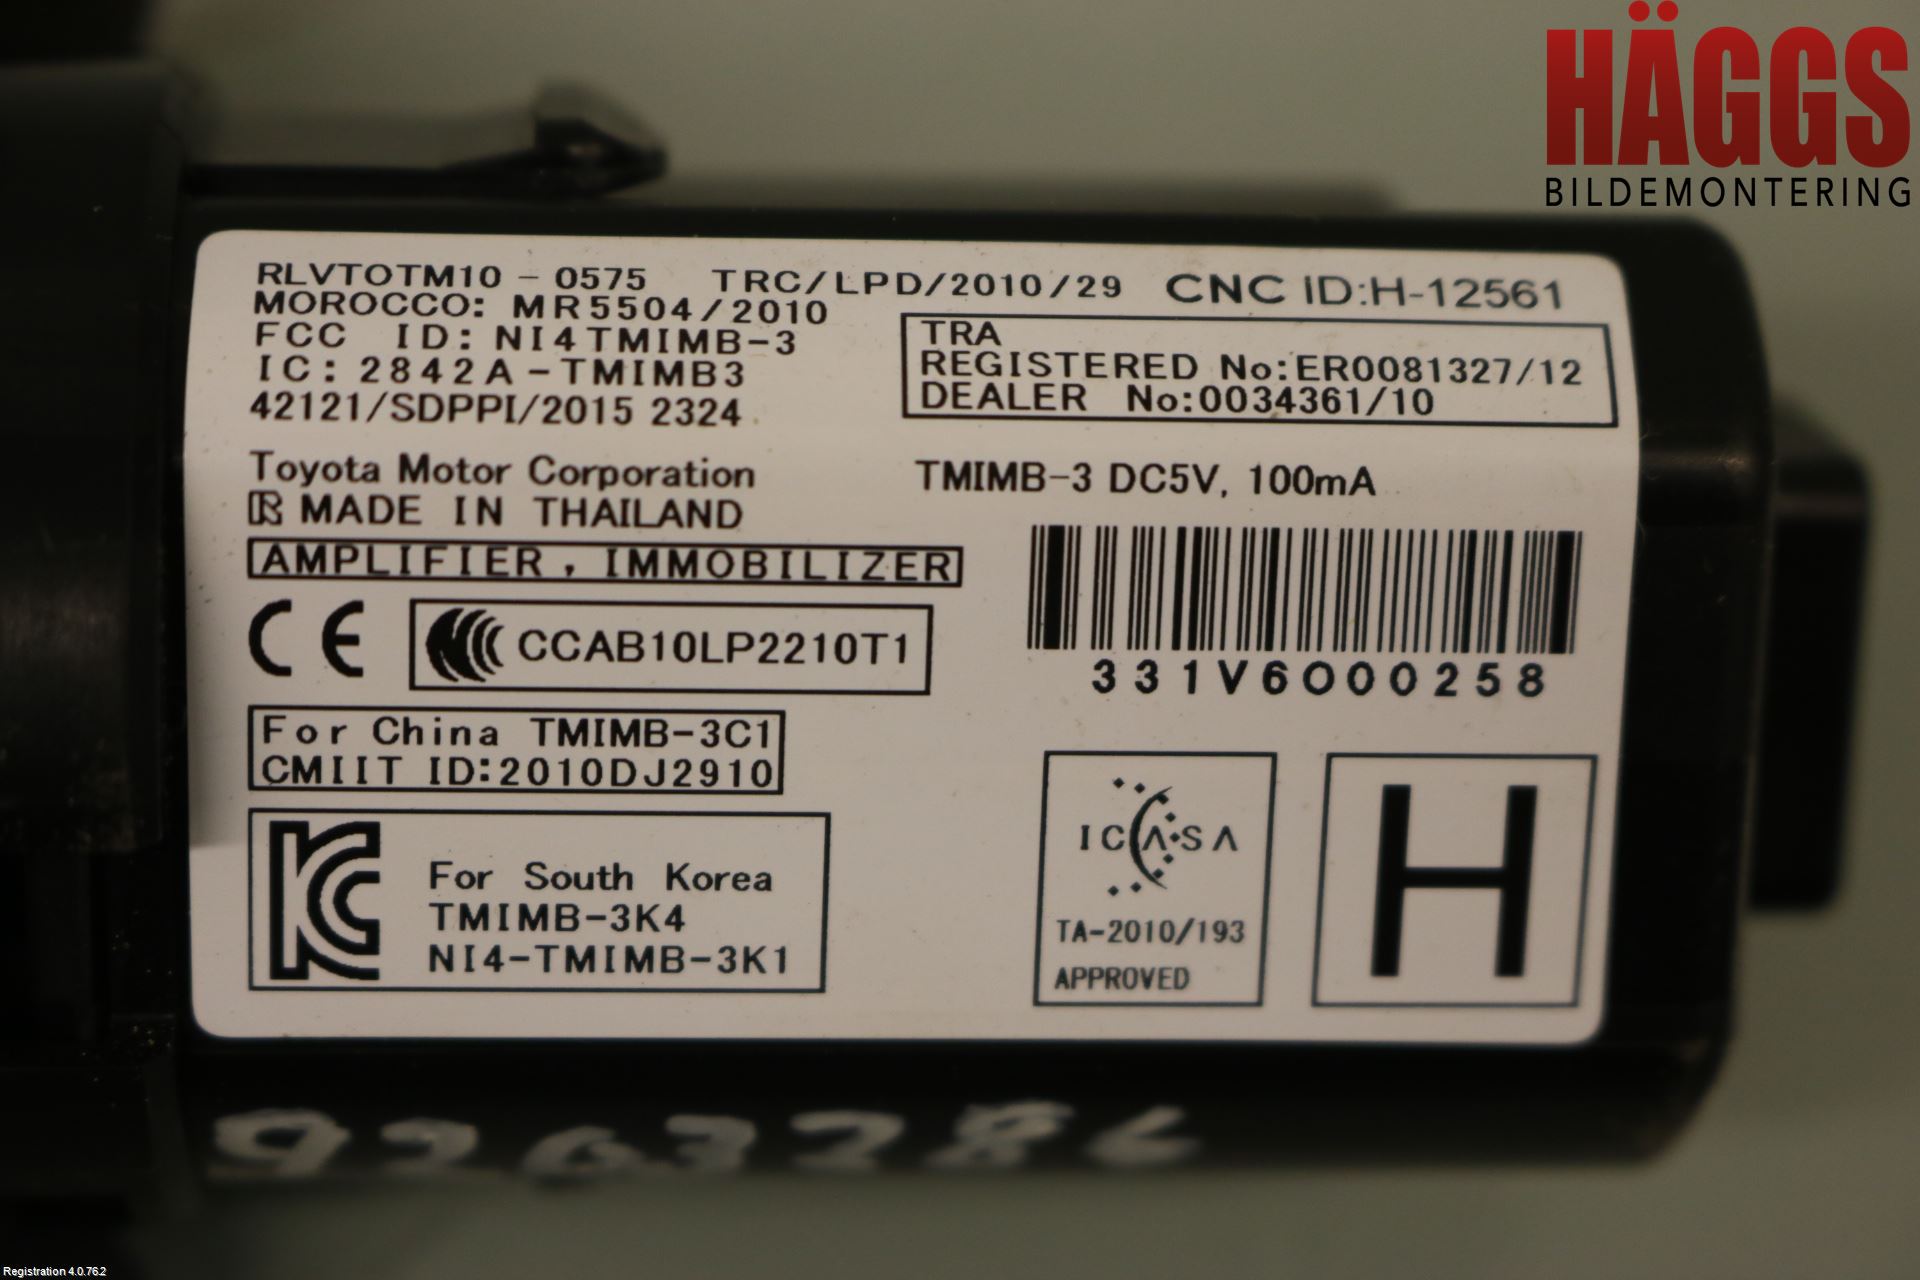 HÄGGS
BILDEMONTERING
RLVTOTM10 - 0575 TRC/LPD/2010/29 CNC ID:H-12561
MOROCCO: MR5504/2010
FCC ID: NI4TMIMB-3
IC: 2842A-TMIMB3
42121/SDPPI/2015 2324
TRA
REGISTERED No:ER0081327/12
DEALER No:0034361/10
Toyota Motor Corporation
R MADE IN THAILAND
TMIMB-3 DC5V, 100mA
AMPLIFIER, IMMOBILIZER
CE
CCAB10LP2210T1
331V6000258
For China TMIMB-3C1
CMIIT ID:2010DJ2910
KC
For South Korea
TMIMB-3K4
NI4-TMIMB-3K1
ICASA
TA-2010/193
APPROVED
H
Registration 4.0.76.2